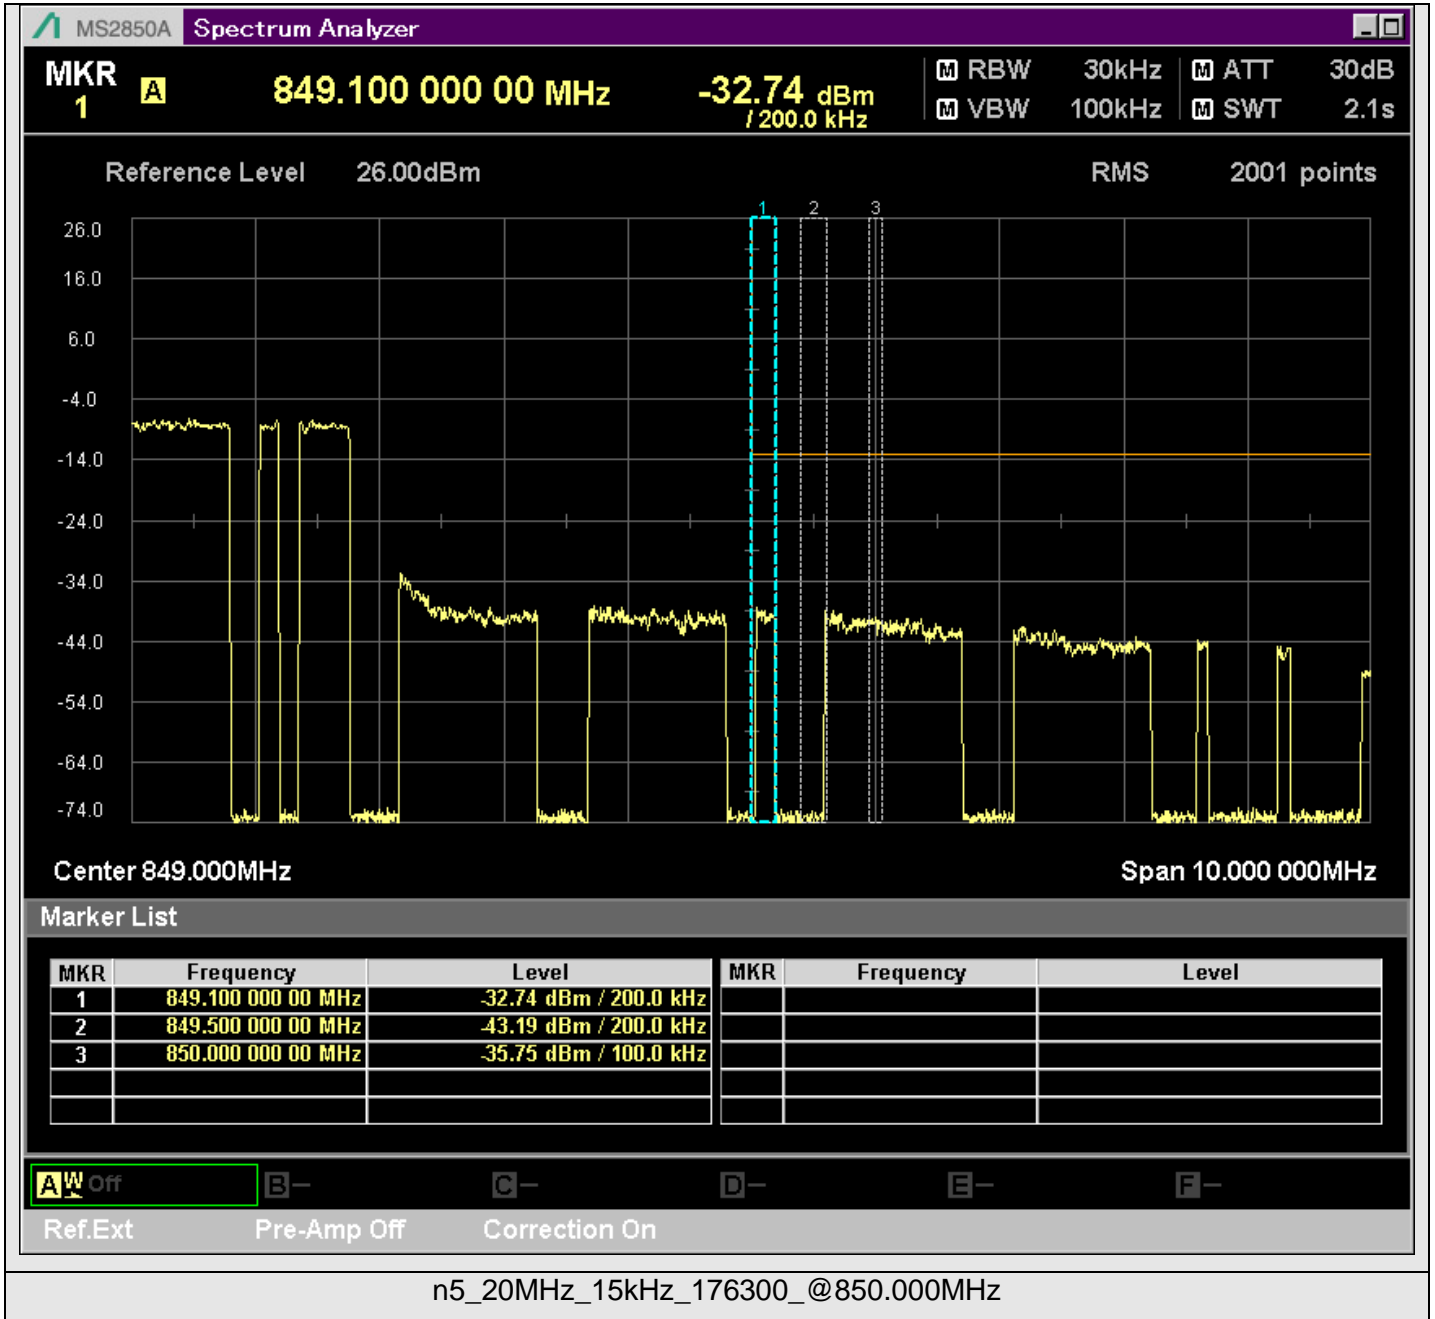 MS2850A Spectrum Analyzer
MKR 1 A 849.100 000 00 MHz -32.74 dBm / 200.0 kHz
M RBW 30kHz M ATT 30dB
M VBW 100kHz M SWT 2.1s
Reference Level 26.00dBm RMS 2001 points
1 2 3
26.0
16.0
6.0
-4.0
-14.0
-24.0
-34.0
-44.0
-54.0
-64.0
-74.0
Center 849.000MHz Span 10.000 000MHz
Marker List
MKR Frequency Level MKR Frequency Level
1 849.100 000 00 MHz -32.74 dBm / 200.0 kHz
2 849.500 000 00 MHz -43.19 dBm / 200.0 kHz
3 850.000 000 00 MHz -35.75 dBm / 100.0 kHz
A W Off B – C – D – E – F –
Ref.Ext Pre-Amp Off Correction On
n5_20MHz_15kHz_176300_@850.000MHz